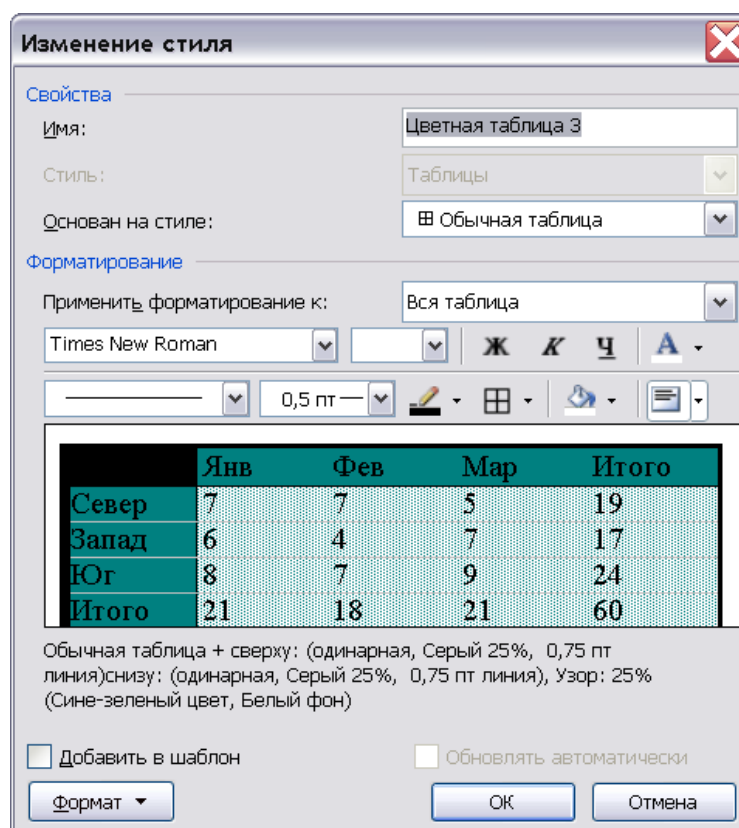 Изменение стиля
Свойства
Имя: Цветная таблица 3
Стиль: Таблицы
Основан на стиле: Обычная таблица
Форматирование
Применить форматирование к: Вся таблица
Times New Roman Ж К Ч А
0,5 пт
Янв Фев Мар Итого
Север 7 7 5 19
Запад 6 4 7 17
Юг 8 7 9 24
Итого 21 18 21 60
Обычная таблица + сверху: (одинарная, Серый 25%, 0,75 пт
линия)снизу: (одинарная, Серый 25%, 0,75 пт линия), Узор: 25%
(Сине-зеленый цвет, Белый фон)
Добавить в шаблон Обновлять автоматически
Формат ОК Отмена